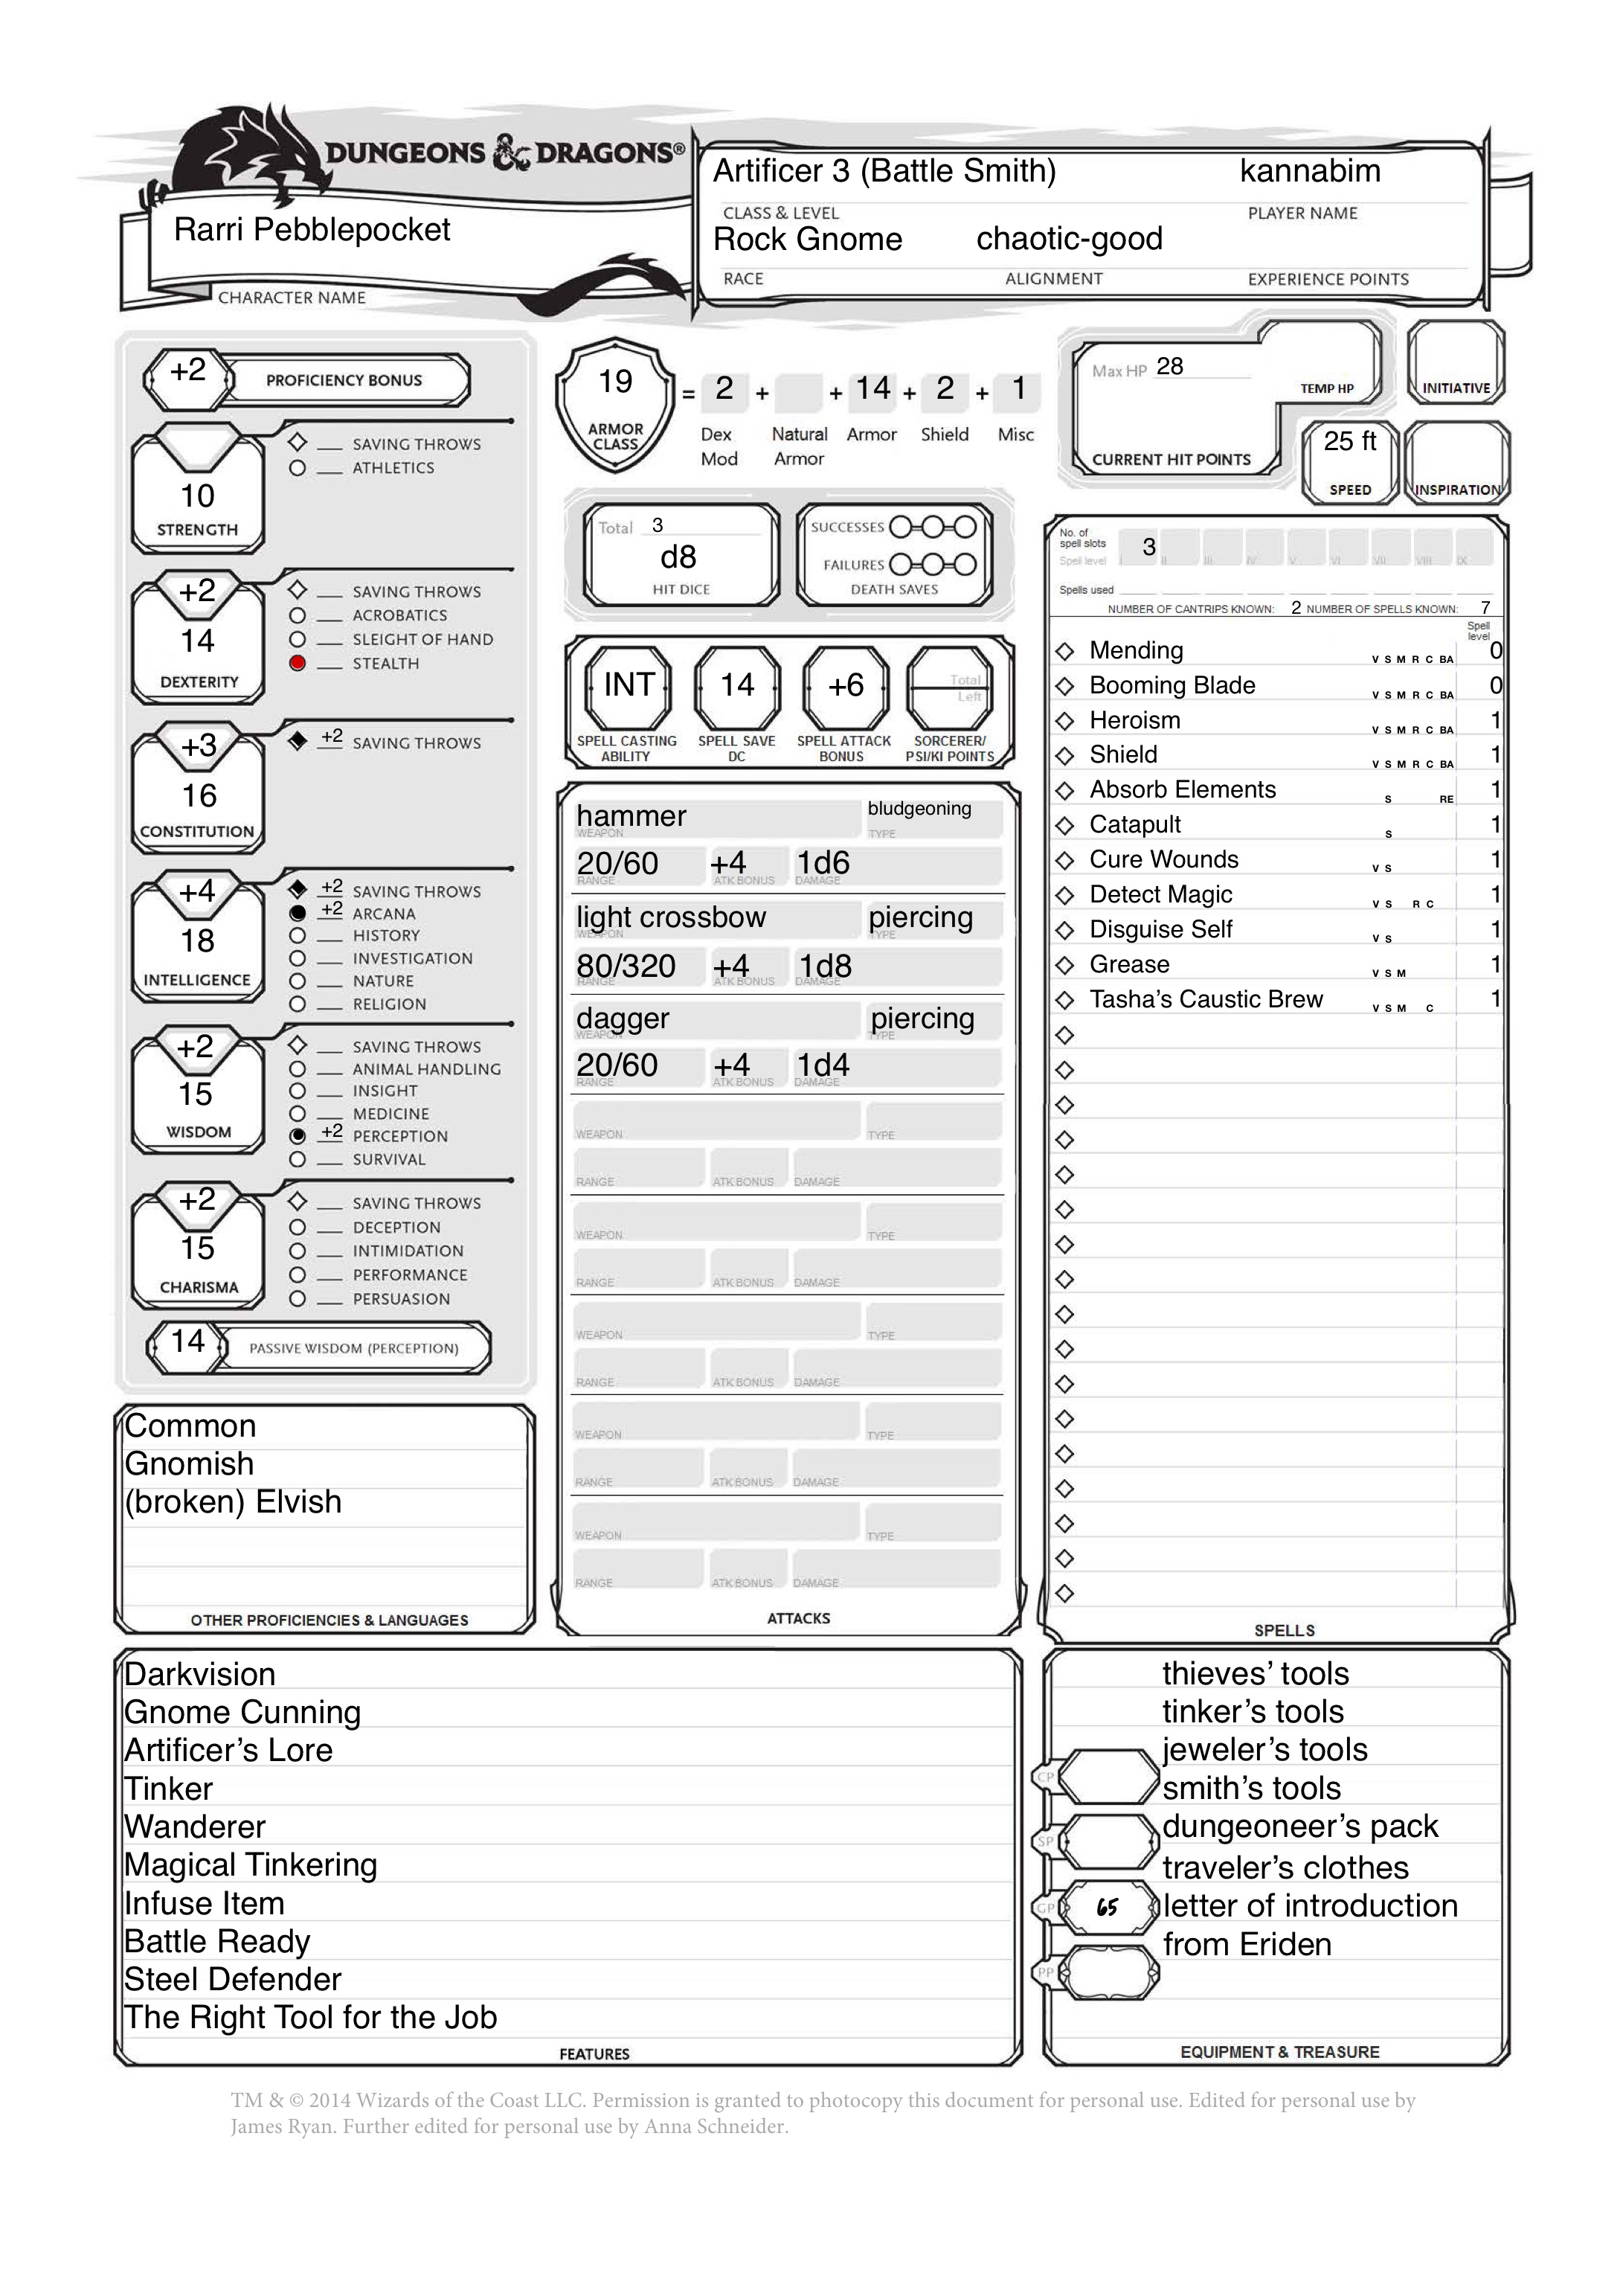 DUNGEONS & DRAGONS®
Rarri Pebblepocket
CHARACTER NAME
Artificer 3 (Battle Smith) kannabim
CLASS & LEVEL PLAYER NAME
Rock Gnome chaotic-good
RACE ALIGNMENT EXPERIENCE POINTS
+2 PROFICIENCY BONUS
10
STRENGTH
SAVING THROWS
ATHLETICS
+2
14
DEXTERITY
SAVING THROWS
ACROBATICS
SLEIGHT OF HAND
STEALTH
+3
16
CONSTITUTION
+2 SAVING THROWS
+4
18
INTELLIGENCE
+2 SAVING THROWS
+2 ARCANA
HISTORY
INVESTIGATION
NATURE
RELIGION
+2
15
WISDOM
SAVING THROWS
ANIMAL HANDLING
INSIGHT
MEDICINE
+2 PERCEPTION
SURVIVAL
+2
15
CHARISMA
SAVING THROWS
DECEPTION
INTIMIDATION
PERFORMANCE
PERSUASION
14 PASSIVE WISDOM (PERCEPTION)
Common
Gnomish
(broken) Elvish
OTHER PROFICIENCIES & LANGUAGES
19
ARMOR
CLASS
= 2 + + 14 + 2 + 1
Dex Natural Armor Shield Misc
Mod Armor
Total 3
d8
HIT DICE
SUCCESSES
FAILURES
DEATH SAVES
INT 14 +6 Total
Left
SPELL CASTING SPELL SAVE SPELL ATTACK SORCERER/
ABILITY DC BONUS PSI/KI POINTS
hammer bludgeoning
WEAPON TYPE
20/60 +4 1d6
RANGE ATK BONUS DAMAGE
light crossbow piercing
WEAPON TYPE
80/320 +4 1d8
RANGE ATK BONUS DAMAGE
dagger piercing
WEAPON TYPE
20/60 +4 1d4
RANGE ATK BONUS DAMAGE
WEAPON TYPE
RANGE ATK BONUS DAMAGE
WEAPON TYPE
RANGE ATK BONUS DAMAGE
WEAPON TYPE
RANGE ATK BONUS DAMAGE
WEAPON TYPE
RANGE ATK BONUS DAMAGE
WEAPON TYPE
RANGE ATK BONUS DAMAGE
ATTACKS
Max HP 28
TEMP HP
CURRENT HIT POINTS
INITIATIVE
25 ft
SPEED
INSPIRATION
No. of
spell slots 3
Spell level I II III IV V VI VII VIII IX
Spells used
NUMBER OF CANTRIPS KNOWN: 2 NUMBER OF SPELLS KNOWN: 7
Spell
level
Mending V S M R C BA 0
Booming Blade V S M R C BA 0
Heroism V S M R C BA 1
Shield V S M R C BA 1
Absorb Elements S RE 1
Catapult S 1
Cure Wounds V S 1
Detect Magic V S R C 1
Disguise Self V S 1
Grease V S M 1
Tasha's Caustic Brew V S M C 1
SPELLS
Darkvision
Gnome Cunning
Artificer's Lore
Tinker
Wanderer
Magical Tinkering
Infuse Item
Battle Ready
Steel Defender
The Right Tool for the Job
FEATURES
thieves' tools
tinker's tools
jeweler's tools
CP
smith's tools
dungeoneer's pack
SP
traveler's clothes
GP 65 letter of introduction
from Eriden
PP
EQUIPMENT & TREASURE
TM & © 2014 Wizards of the Coast LLC. Permission is granted to photocopy this document for personal use. Edited for personal use by
James Ryan. Further edited for personal use by Anna Schneider.